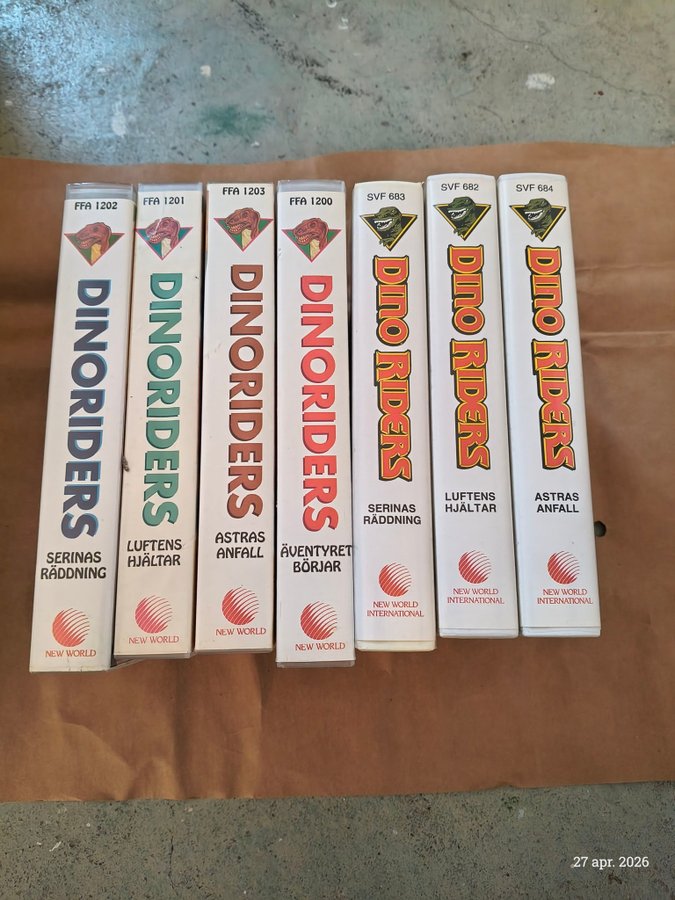 FFA 1202
DINORIDERS
SERINAS
RÄDDNING
NEW WORLD
FFA 1201
DINORIDERS
LUFTENS
HJÄLTAR
NEW WORLD
FFA 1203
DINORIDERS
ASTRAS
ANFALL
NEW WORLD
FFA 1200
DINORIDERS
ÄVENTYRET
BÖRJAR
NEW WORLD
SVF 683
DINO RIDERS
SERINAS
RÄDDNING
NEW WORLD
INTERNATIONAL
SVF 682
DINO RIDERS
LUFTENS
HJÄLTAR
NEW WORLD
INTERNATIONAL
SVF 684
DINO RIDERS
ASTRAS
ANFALL
NEW WORLD
INTERNATIONAL
27 apr. 2026